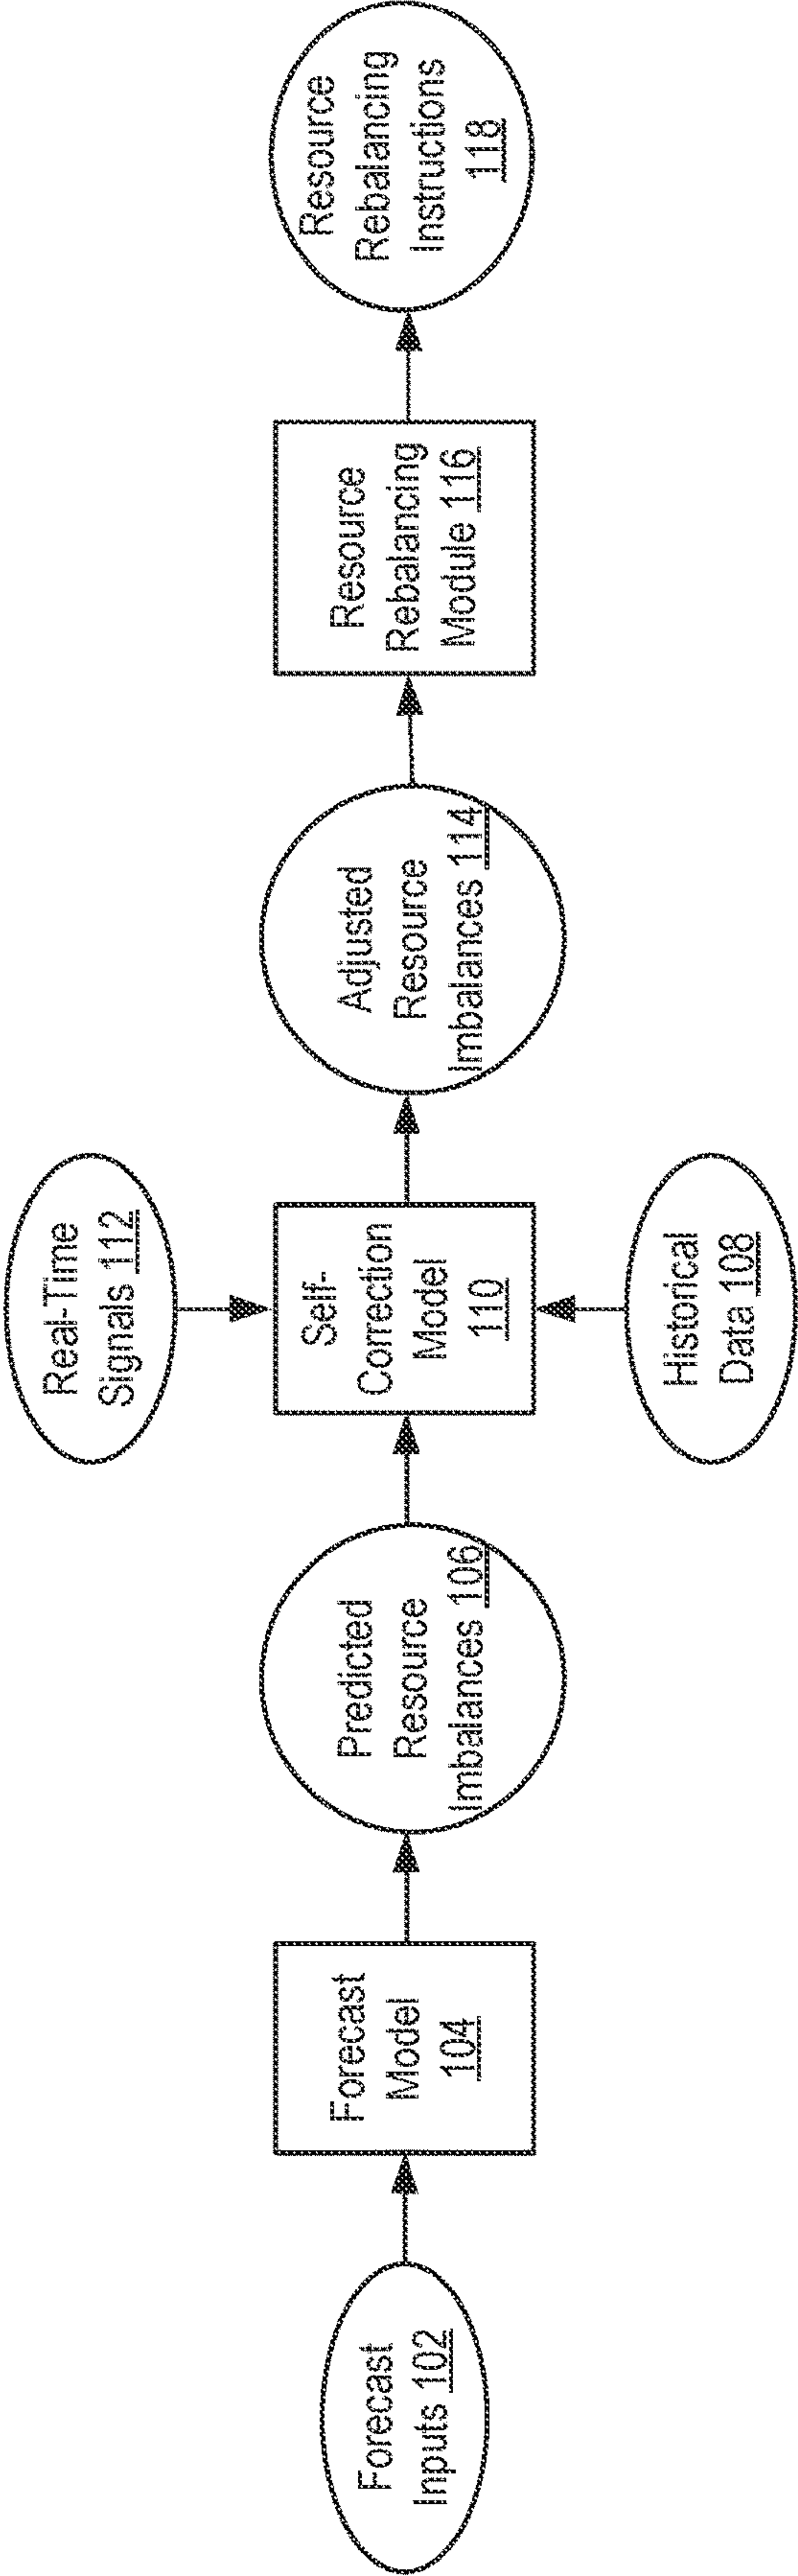 Forecast
Inputs 102
Forecast
Model
104
Predicted
Resource
Imbalances 106
Real-Time
Signals 112
Self-
Correction
Model
110
Historical
Data 108
Adjusted
Resource
Imbalances 114
Resource
Rebalancing
Module 116
Resource
Rebalancing
Instructions
118